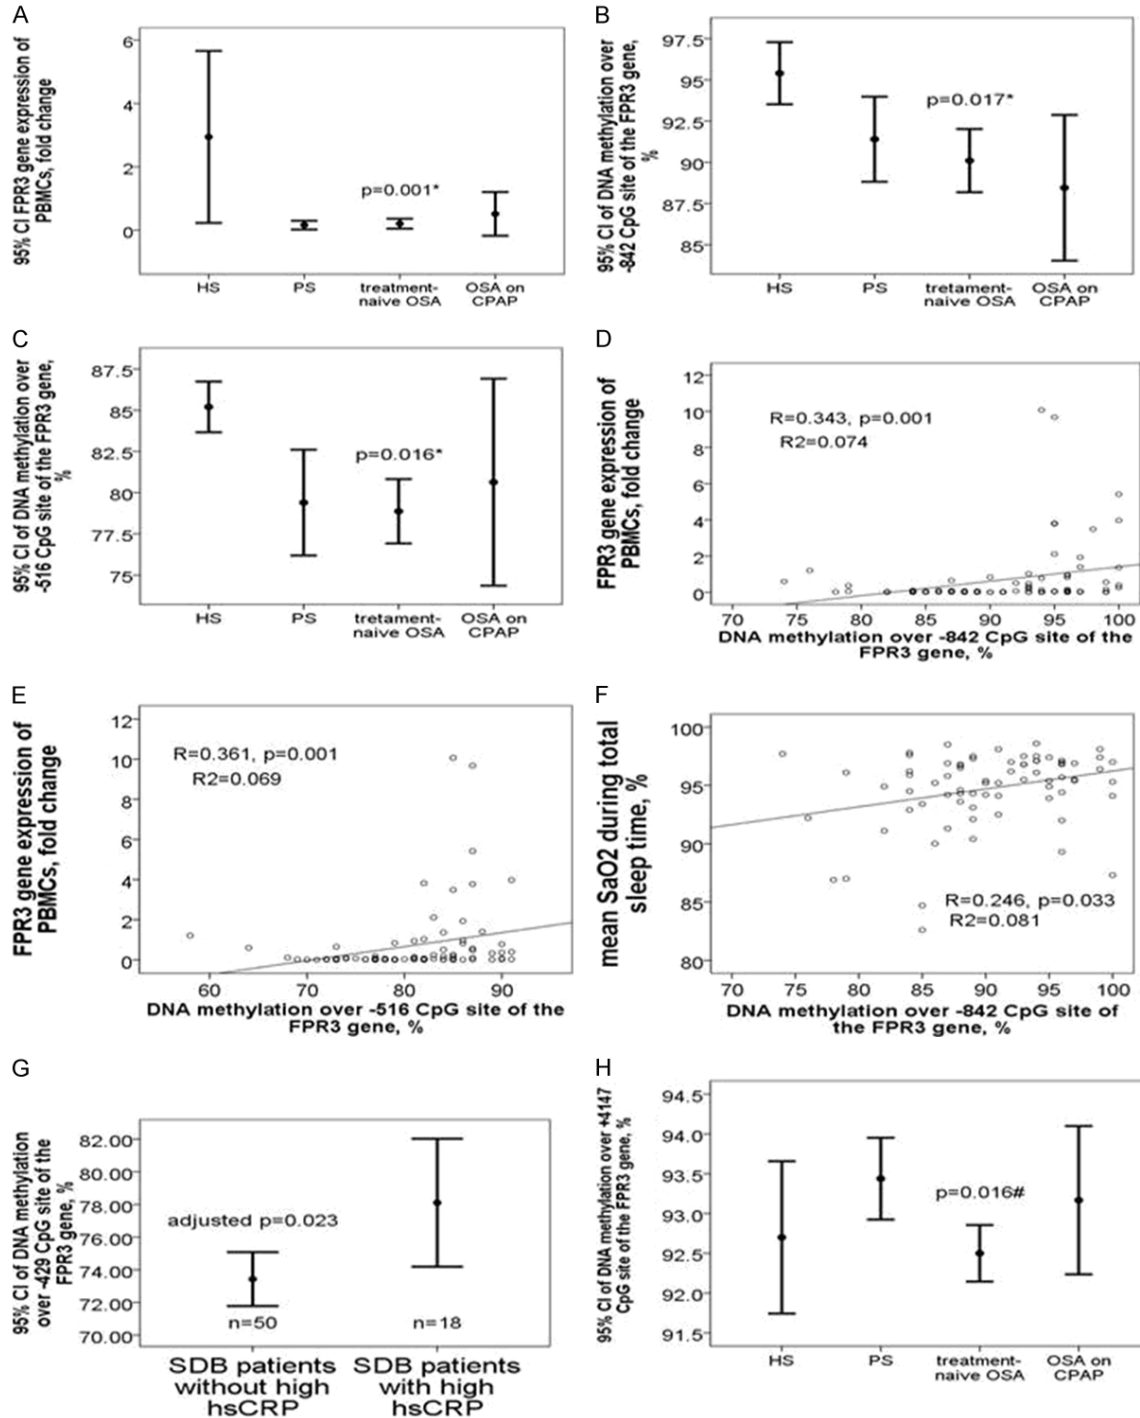 A
95% CI FPR3 gene expression of
PBMCs, fold change
6
4
2
0
p=0.001*
HS
PS
treatment-
naive OSA
OSA on
CPAP
B
95% CI of DNA methylation over
-842 CpG site of the FPR3 gene,
%
97.5
95
92.5
90
87.5
85
p=0.017*
HS
PS
tretament-
naive OSA
OSA on
CPAP
C
95% CI of DNA methylation over
-516 CpG site of the FPR3 gene,
%
87.5
85
82.5
80
77.5
75
p=0.016*
HS
PS
tretament-
naive OSA
OSA on
CPAP
D
FPR3 gene expression of
PBMCs, fold change
12
10
8
6
4
2
0
R=0.343, p=0.001
R2=0.074
70 75 80 85 90 95 100
DNA methylation over -842 CpG site of the
FPR3 gene, %
E
FPR3 gene expression of
PBMCs, fold change
12
10
8
6
4
2
0
R=0.361, p=0.001
R2=0.069
60 70 80 90
DNA methylation over -516 CpG site of the
FPR3 gene, %
F
mean SaO2 during total
sleep time, %
100
95
90
85
80
R=0.246, p=0.033
R2=0.081
70 75 80 85 90 95 100
DNA methylation over -842 CpG site of
the FPR3 gene, %
G
95% CI of DNA methylation
over -429 CpG site of the
FPR3 gene, %
82.00
80.00
78.00
76.00
74.00
72.00
70.00
adjusted p=0.023
n=50
n=18
SDB patients
without high
hsCRP
SDB patients
with high
hsCRP
H
95% CI of DNA methylation over +4147
CpG site of the FPR3 gene, %
94.5
94.0
93.5
93.0
92.5
92.0
91.5
p=0.016#
HS
PS
treatment-
naive OSA
OSA on
CPAP